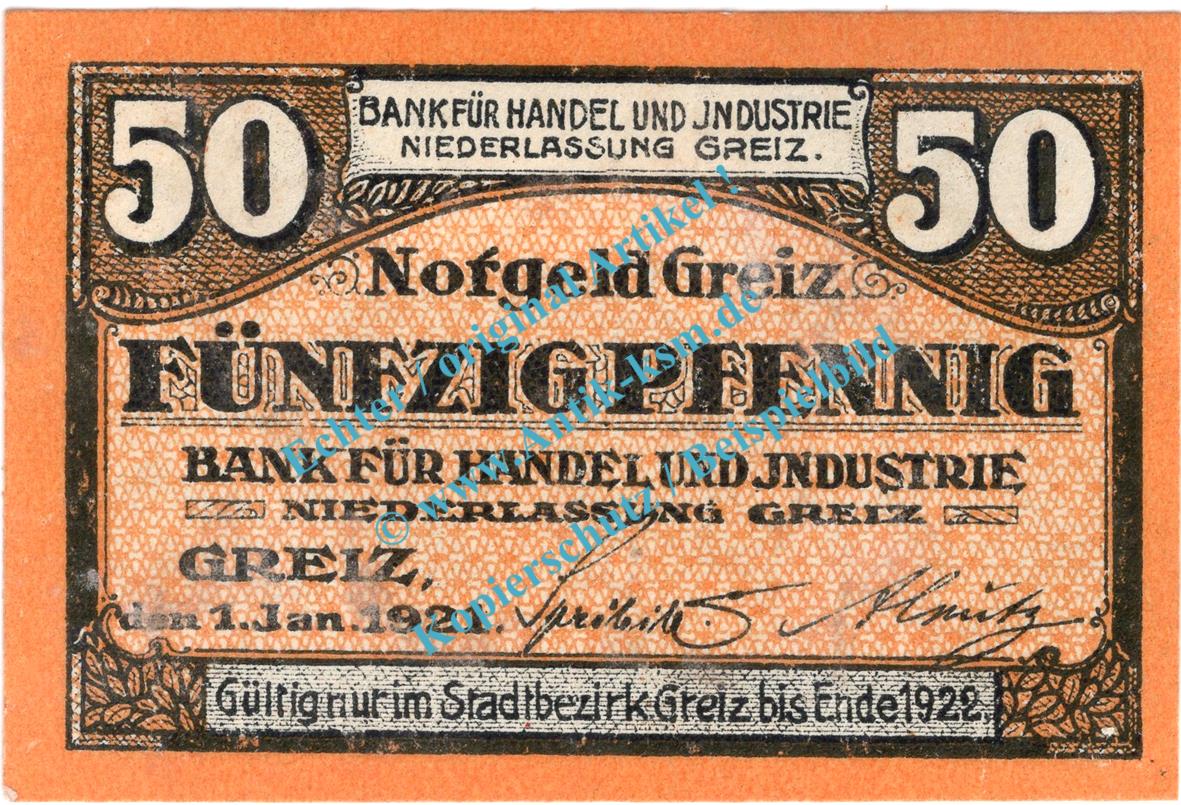 50
BANK FÜR HANDEL UND JNDUSTRIE
NIEDERLASSUNG GREIZ.
50
Notgeld Greiz
FÜNFZIG PFENNIG
BANK FÜR HANDEL UND JNDUSTRIE
NIEDERLASSUNG GREIZ
GREIZ,
den 1. Jan. 1921.
Gültig nur im Stadtbezirk Greiz bis Ende 1922.
Echter / original Artikel !
© www.Antik-ksm.de
Kopierschutz / Beispielbild